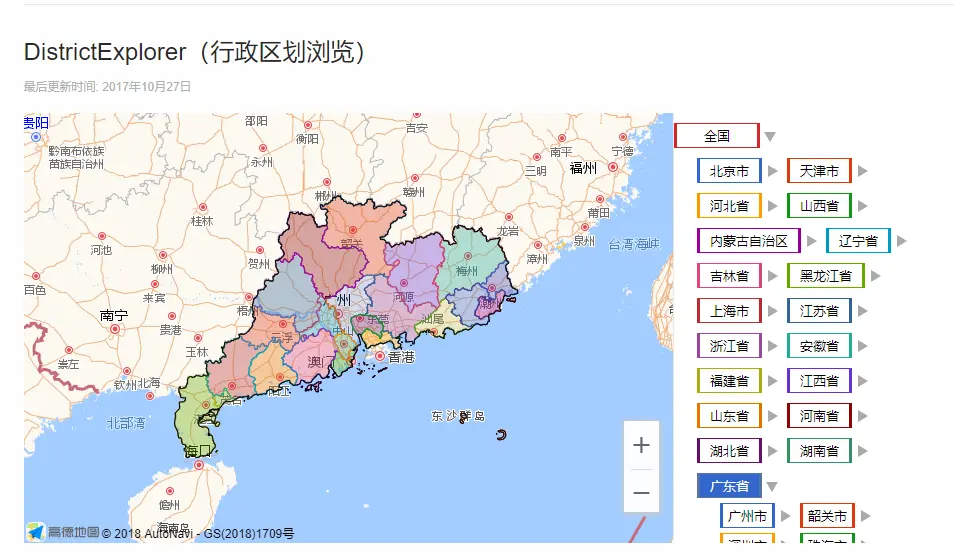 DistrictExplorer（行政区划浏览）
最后更新时间: 2017年10月27日
贵阳
邵阳
衡阳
吉安
南平
宁德
黔南布依族
苗族自治州
永州
三明
福州
郴州
赣州
莆田
桂林
韶关
龙岩
泉州
台湾海峡
河池
柳州
贺州
梅州
漳州
百色
来宾
梧州
州
河源
潮州
南宁
贵港
云浮
中山
东莞
汕尾
玉林
澳门
香港
崇左
钦州
北海
阳江
北部湾
东沙群岛
海口
儋州
海南岛
高德地图 © 2018 AutoNavi - GS(2018)1709号
+
−
全国
北京市 天津市
河北省 山西省
内蒙古自治区 辽宁省
吉林省 黑龙江省
上海市 江苏省
浙江省 安徽省
福建省 江西省
山东省 河南省
湖北省 湖南省
广东省
广州市 韶关市
深圳市 珠海市